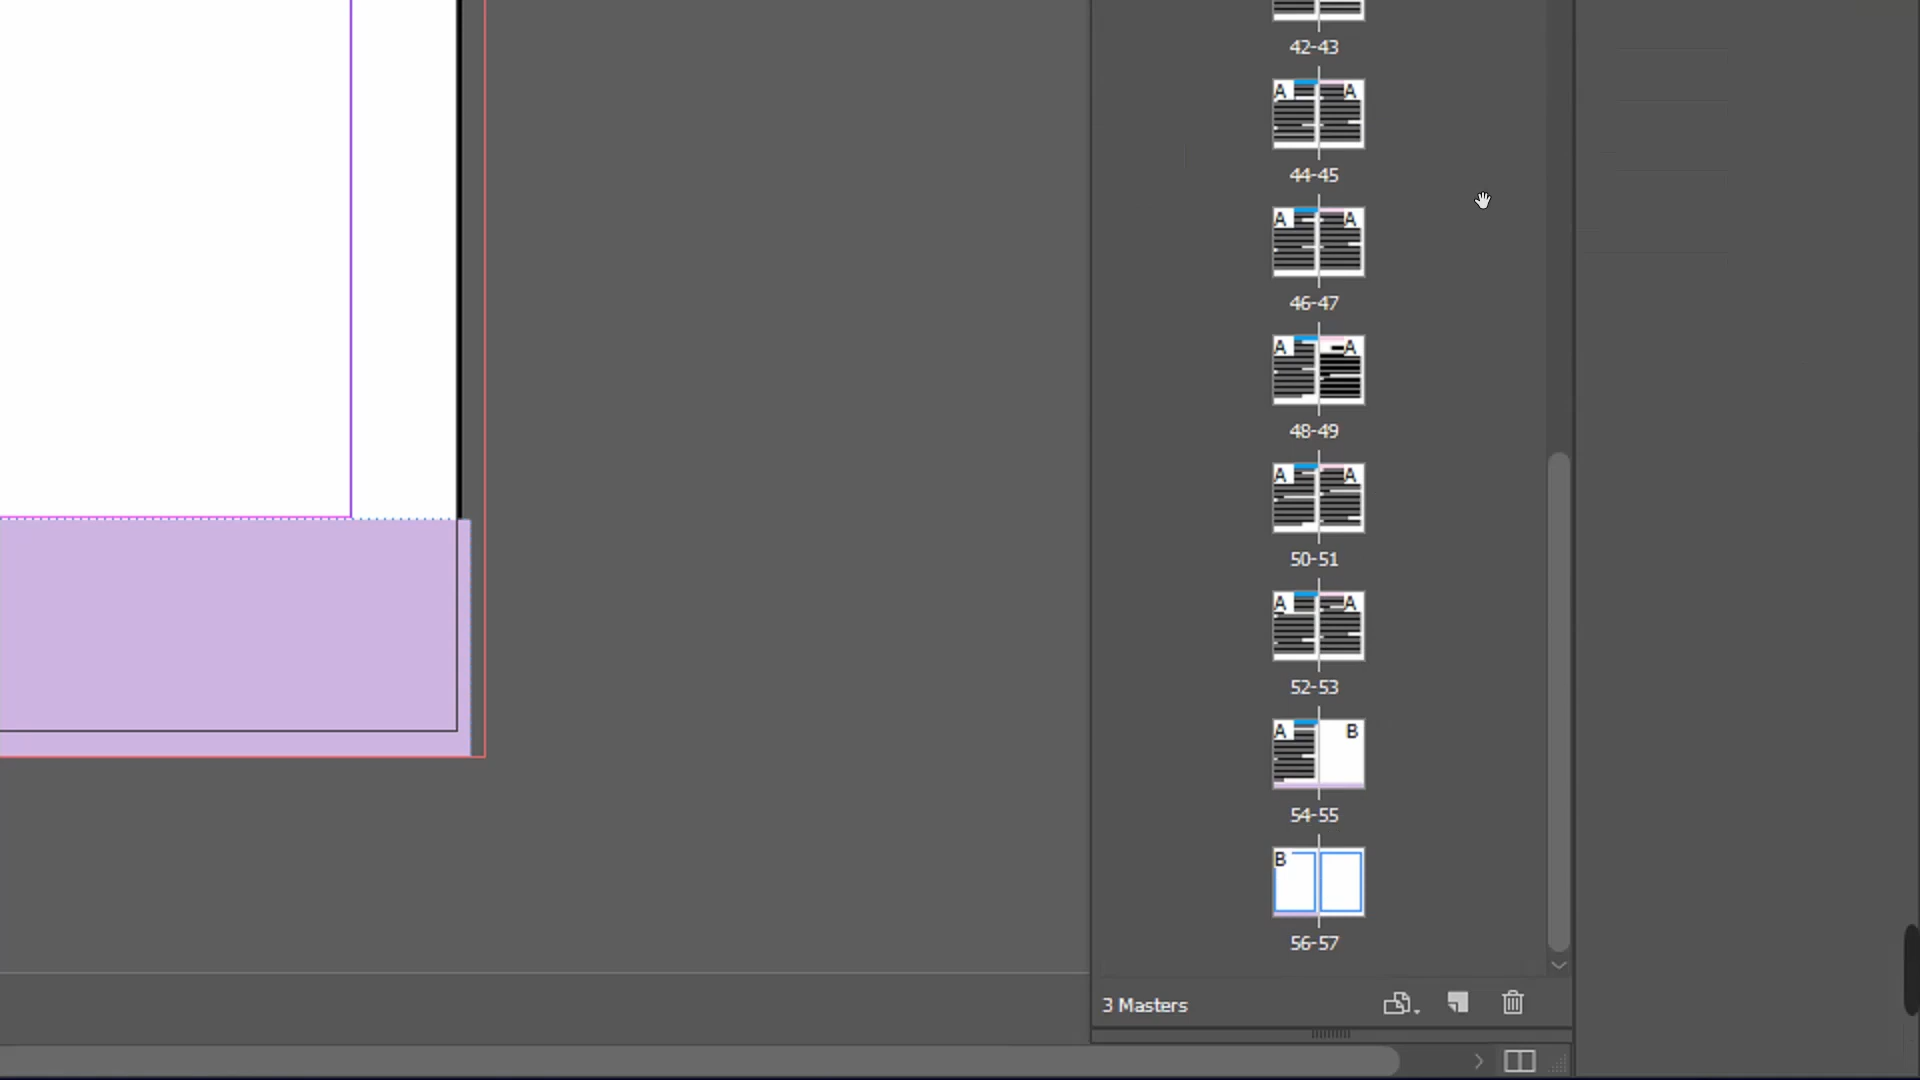 42-43
A A
44-45
A A
46-47
A A
48-49
A A
50-51
A A
52-53
A B
54-55
B
56-57
3 Masters